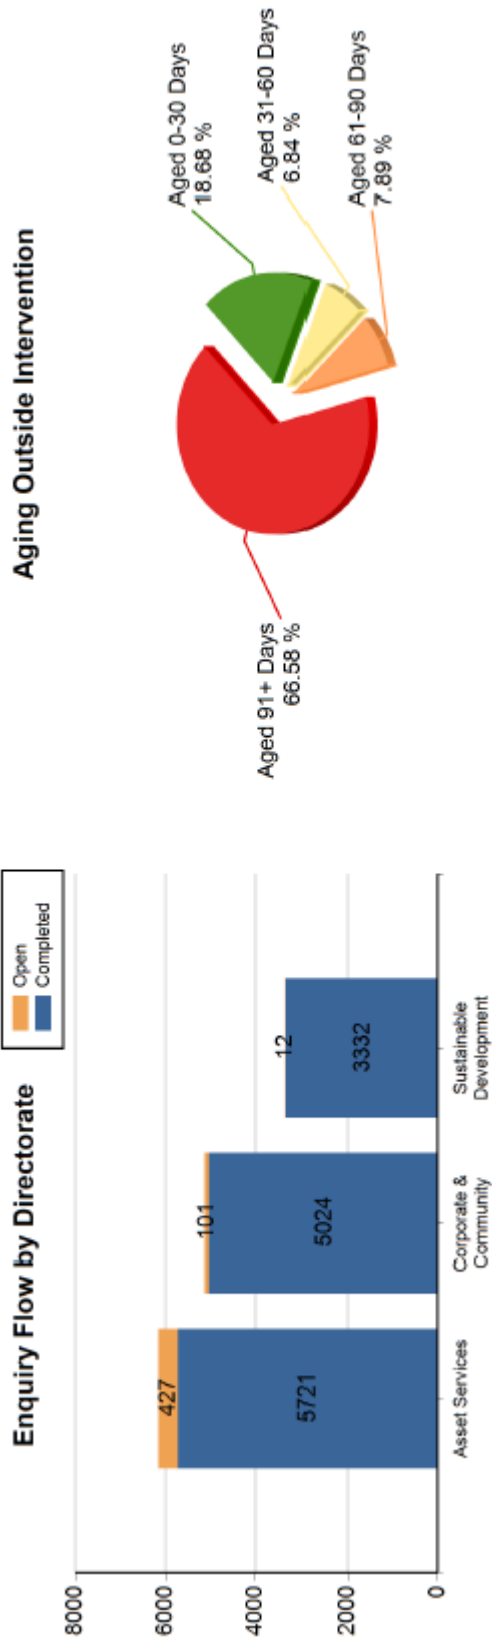 Enquiry Flow by Directorate
Open
Completed
8000
6000
4000
2000
0
427
5721
101
5024
12
3332
Asset Services
Corporate &
Community
Sustainable
Development
Aging Outside Intervention
Aged 0-30 Days
18.68 %
Aged 31-60 Days
6.84 %
Aged 61-90 Days
7.89 %
Aged 91+ Days
66.58 %